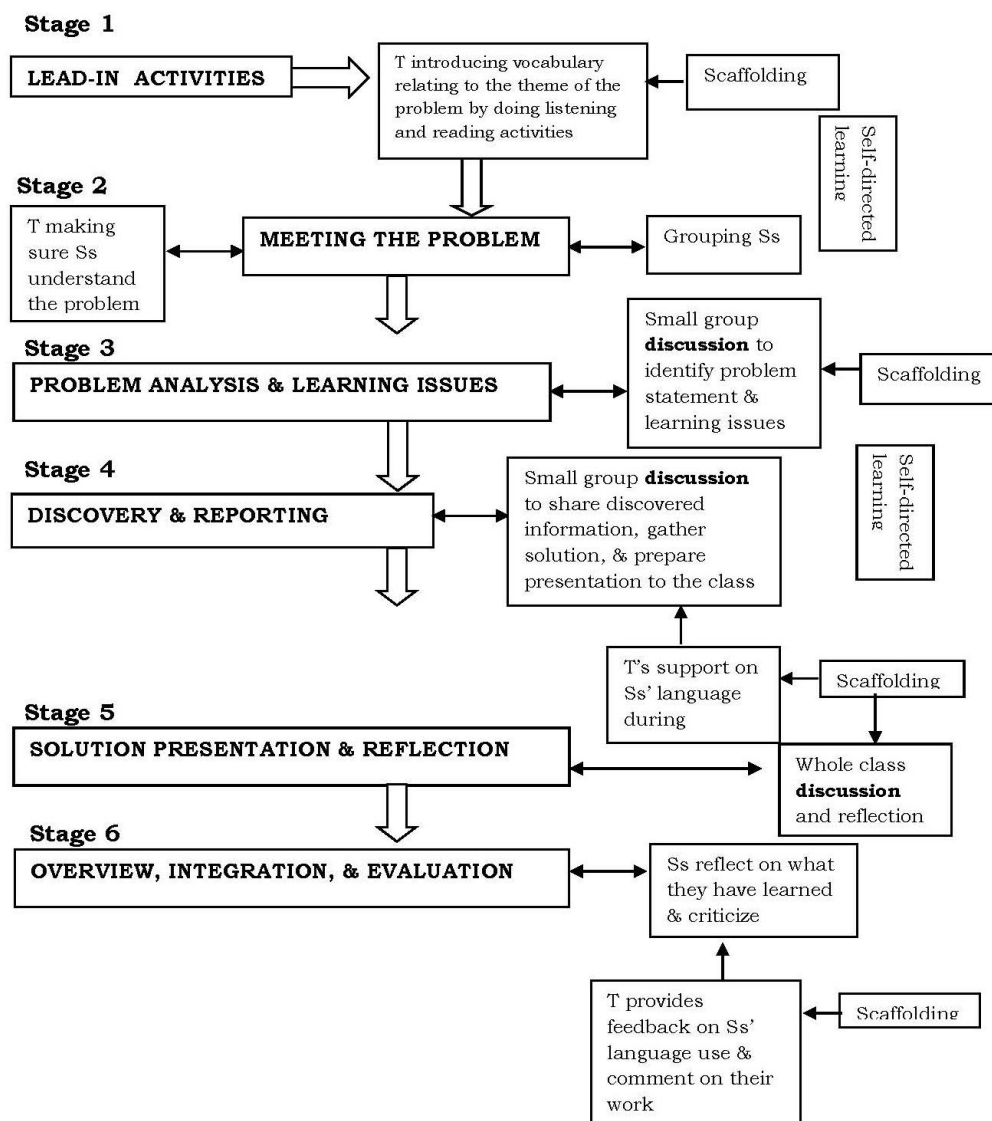 Stage 1
LEAD-IN ACTIVITIES
T introducing vocabulary
relating to the theme of the
problem by doing listening
and reading activities
Scaffolding
Self-directed
learning
Stage 2
T making
sure Ss
understand
the problem
MEETING THE PROBLEM
Grouping Ss
Stage 3
PROBLEM ANALYSIS & LEARNING ISSUES
Small group
discussion to
identify problem
statement &
learning issues
Scaffolding
Self-directed
learning
Stage 4
DISCOVERY & REPORTING
Small group discussion
to share discovered
information, gather
solution, & prepare
presentation to the class
T's support on
Ss' language
during
Scaffolding
Stage 5
SOLUTION PRESENTATION & REFLECTION
Whole class
discussion
and reflection
Stage 6
OVERVIEW, INTEGRATION, & EVALUATION
Ss reflect on what
they have learned
& criticize
T provides
feedback on Ss'
language use &
comment on their
work
Scaffolding